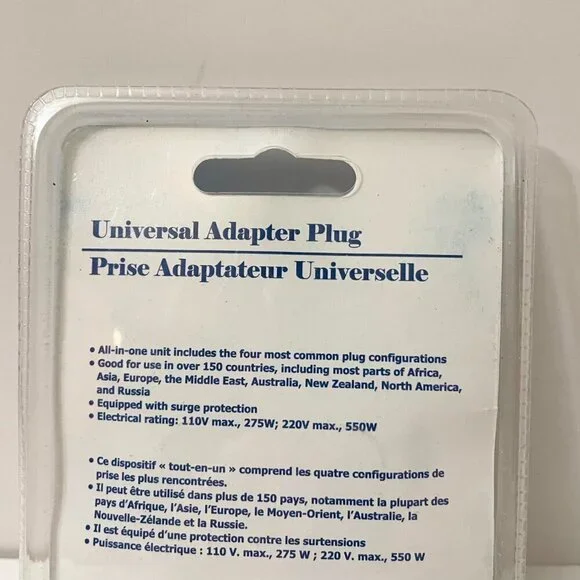 Universal Adapter Plug
Prise Adaptateur Universelle
• All-in-one unit includes the four most common plug configurations
• Good for use in over 150 countries, including most parts of Africa,
Asia, Europe, the Middle East, Australia, New Zealand, North America,
and Russia
• Equipped with surge protection
• Electrical rating: 110V max., 275W; 220V max., 550W
• Ce dispositif « tout-en-un » comprend les quatre configurations de
prise les plus rencontrées.
• Il peut être utilisé dans plus de 150 pays, notamment la plupart des
pays d'Afrique, l'Asie, l'Europe, le Moyen-Orient, l'Australie, la
Nouvelle-Zélande et la Russie.
• Il est équipé d'une protection contre les surtensions
• Puissance électrique : 110 V. max., 275 W ; 220 V. max., 550 W